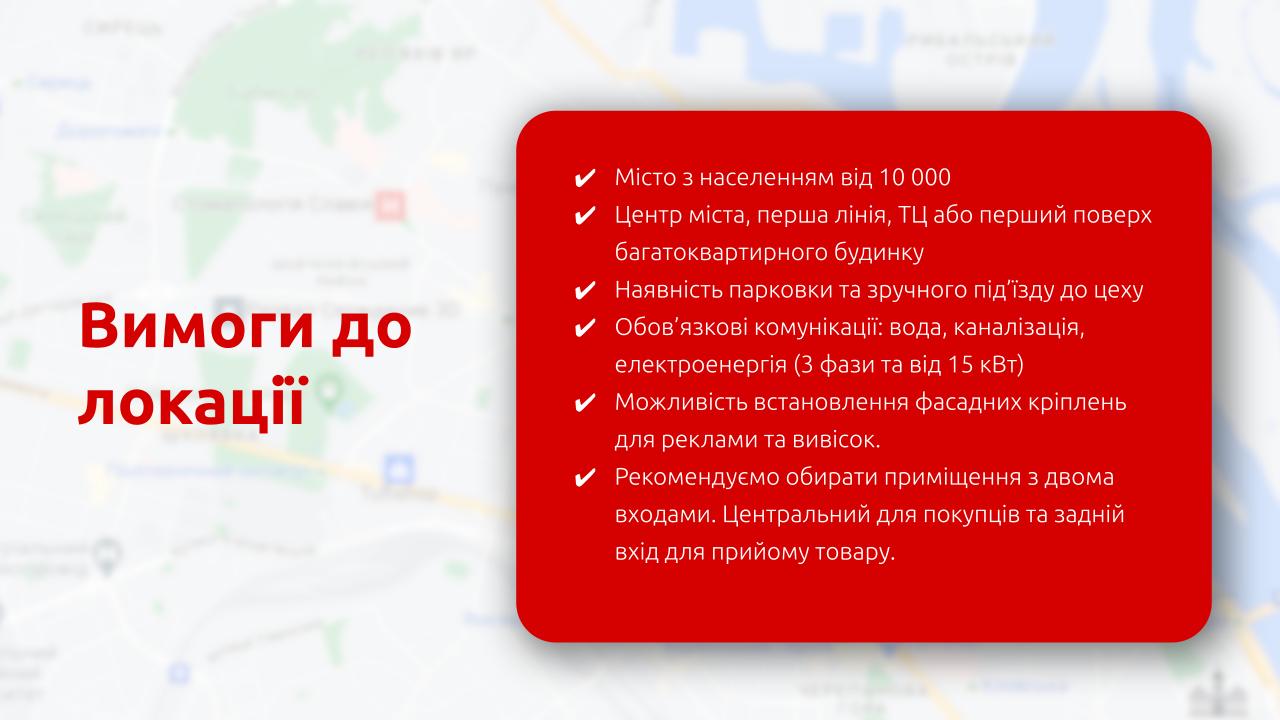 Вимоги до
локації
✔ Місто з населенням від 10 000
✔ Центр міста, перша лінія, ТЦ або перший поверх
багатоквартирного будинку
✔ Наявність парковки та зручного під’їзду до цеху
✔ Обов’язкові комунікації: вода, каналізація,
електроенергія (3 фази та від 15 кВт)
✔ Можливість встановлення фасадних кріплень
для реклами та вивісок.
✔ Рекомендуємо обирати приміщення з двома
входами. Центральний для покупців та задній
вхід для прийому товару.